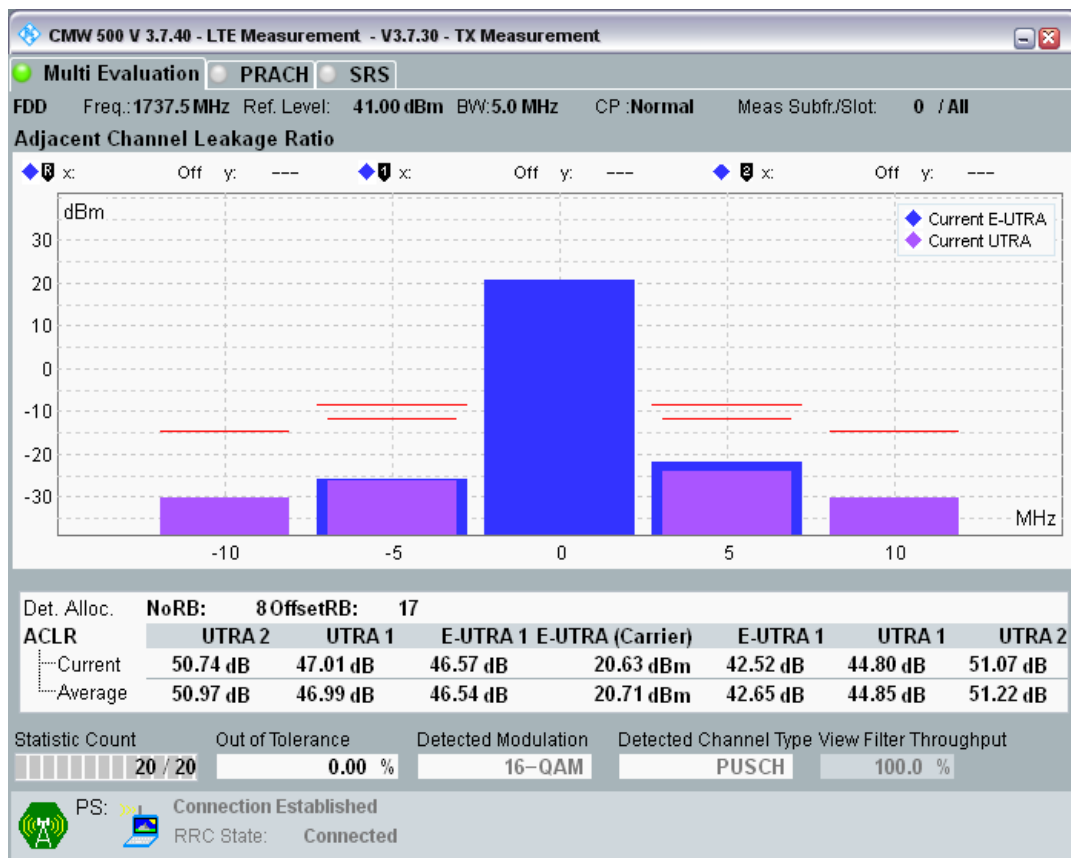 CMW 500 V 3.7.40 - LTE Measurement - V3.7.30 - TX Measurement
Multi Evaluation PRACH SRS
FDD Freq.:1737.5 MHz Ref. Level: 41.00 dBm BW:5.0 MHz CP :Normal Meas Subfr./Slot: 0 / All
Adjacent Channel Leakage Ratio
R x: Off y: --- 1 x: Off y: --- 2 x: Off y: ---
dBm
Current E-UTRA
Current UTRA
30
20
10
0
-10
-20
-30
MHz
-10 -5 0 5 10
Det. Alloc. NoRB: 8 OffsetRB: 17
ACLR UTRA 2 UTRA 1 E-UTRA 1 E-UTRA (Carrier) E-UTRA 1 UTRA 1 UTRA 2
Current 50.74 dB 47.01 dB 46.57 dB 20.63 dBm 42.52 dB 44.80 dB 51.07 dB
Average 50.97 dB 46.99 dB 46.54 dB 20.71 dBm 42.65 dB 44.85 dB 51.22 dB
Statistic Count Out of Tolerance Detected Modulation Detected Channel Type View Filter Throughput
20 / 20 0.00 % 16-QAM PUSCH 100.0 %
PS: Connection Established
RRC State: Connected